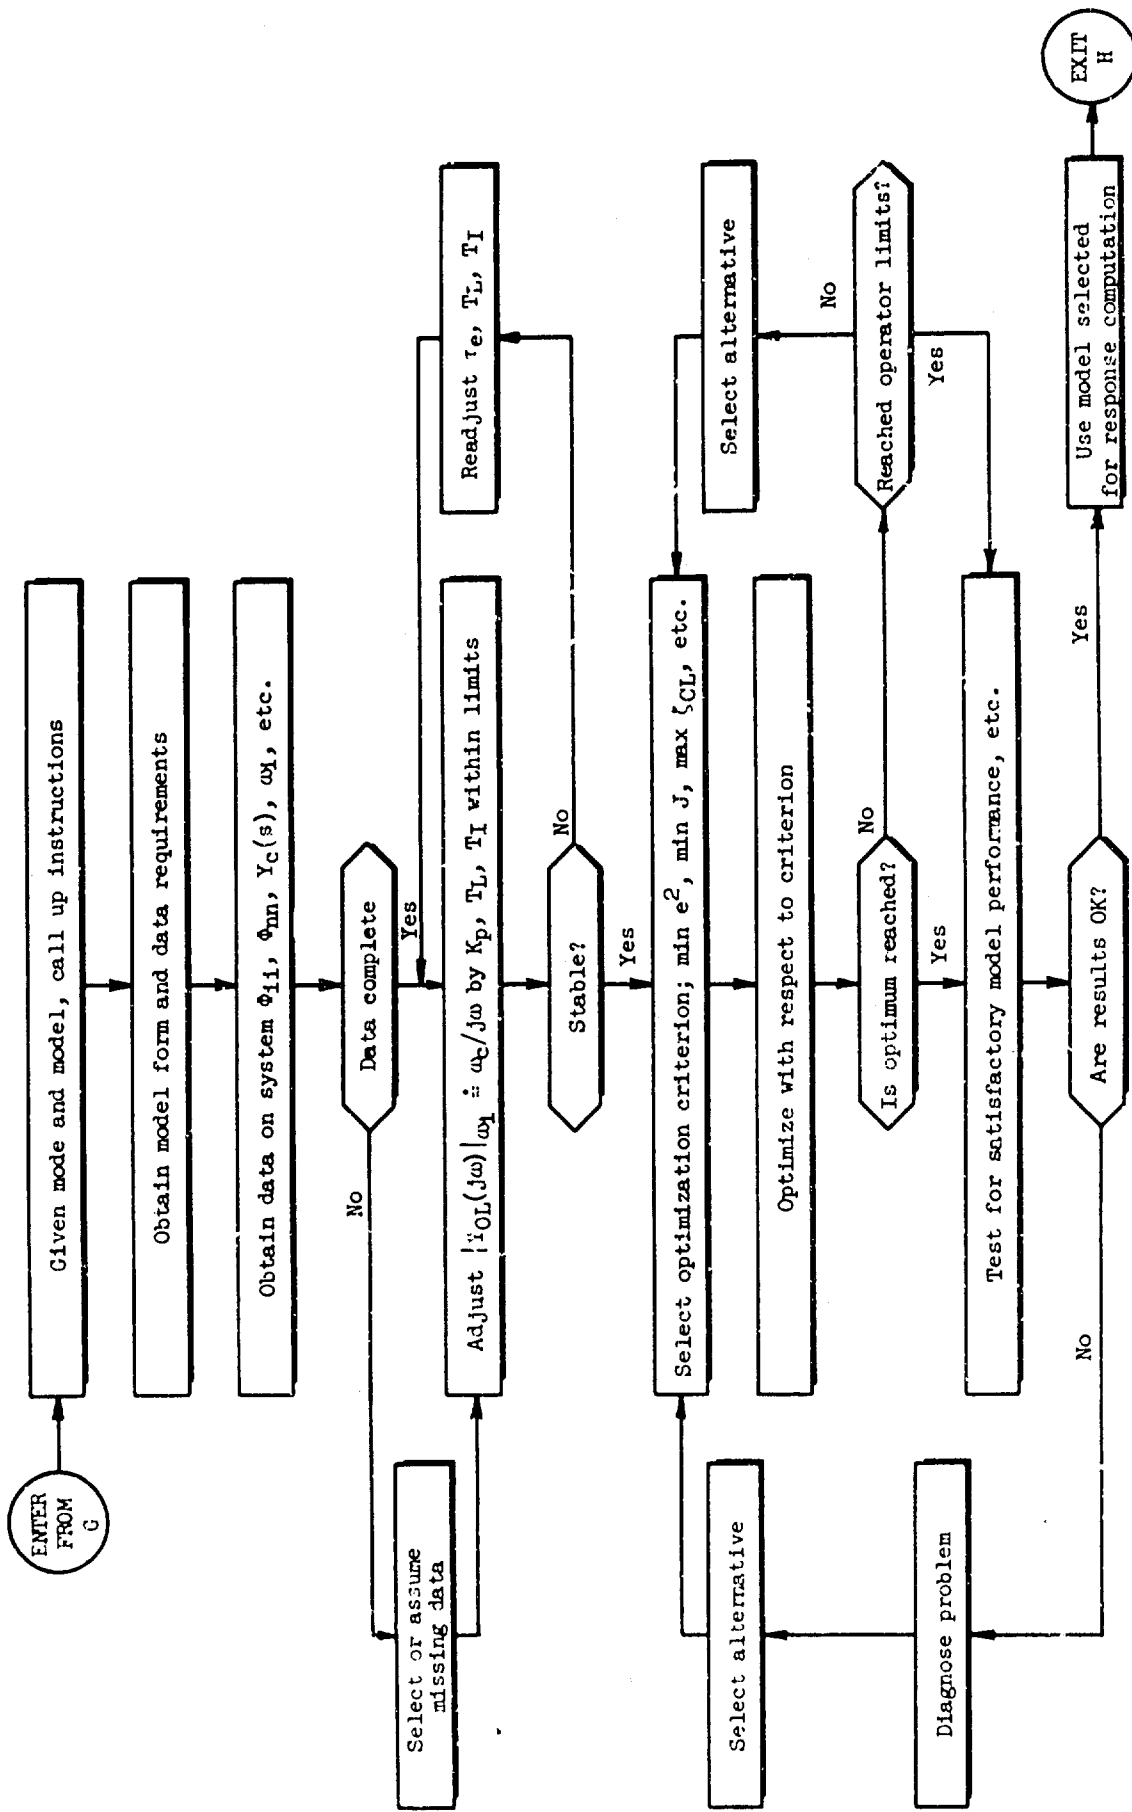 ENTER
FROM
G
Given mode and model, call up instructions
Obtain model form and data requirements
Obtain data on system Φii, Φnn, Yc(s), ωi, etc.
Data complete
No
Yes
Select or assume
missing data
Readjust τe, TL, TI
Adjust |YOL(jω)|ωi ≐ ωc/jω by Kp, TL, TI within limits
Stable?
No
Yes
Select optimization criterion; min e², min J, max ζCL, etc.
Select alternative
Select alternative
Optimize with respect to criterion
Is optimum reached?
No
Yes
Reached operator limits?
No
Yes
Test for satisfactory model performance, etc.
Diagnose problem
Are results OK?
No
Yes
Use model selected
for response computation
EXIT
H